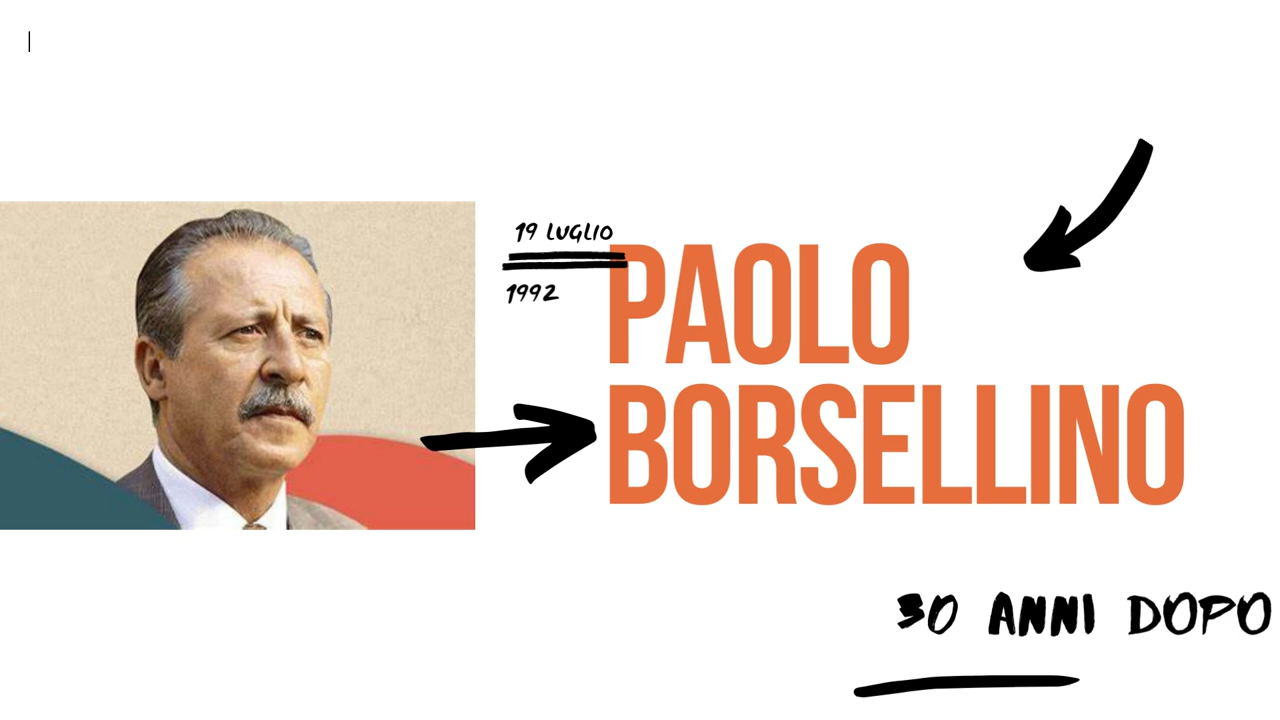 19 LUGLIO
1992
PAOLO
BORSELLINO
30 ANNI DOPO